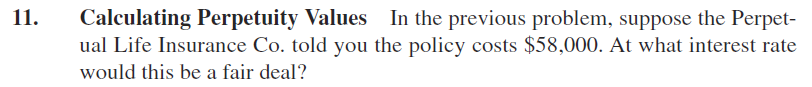 11. Calculating Perpetuity Values In the previous problem, suppose the Perpet-
ual Life Insurance Co. told you the policy costs $58,000. At what interest rate
would this be a fair deal?